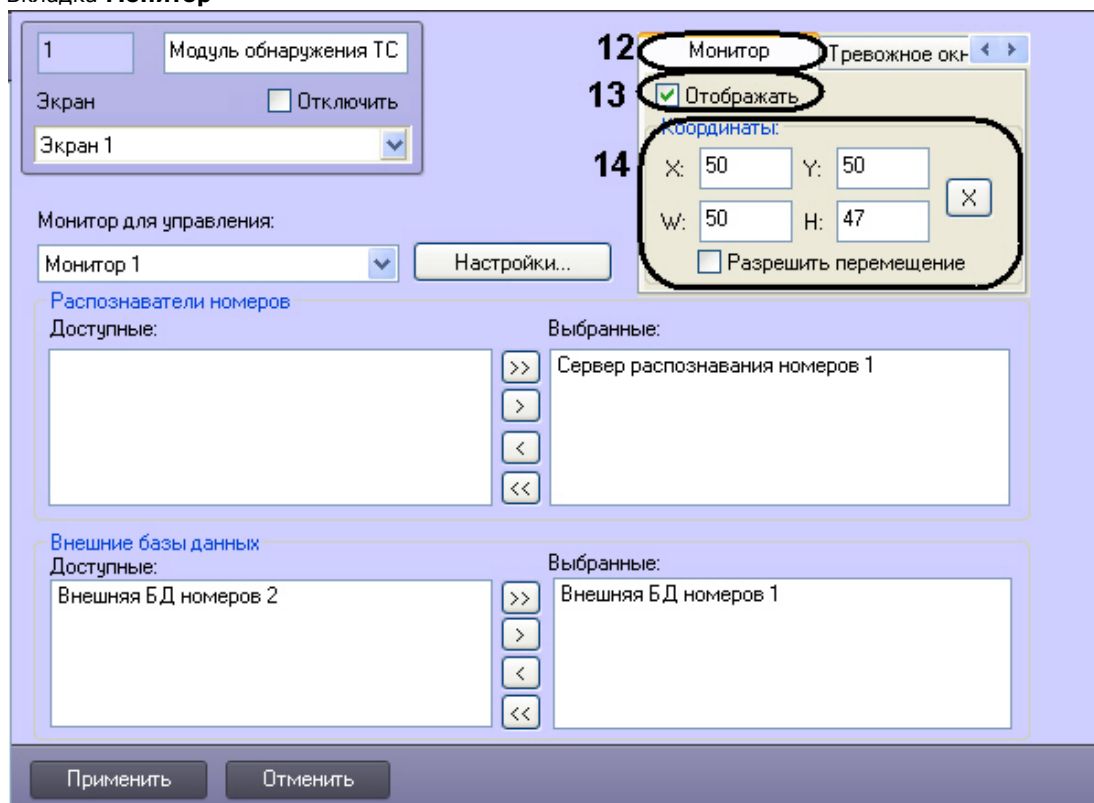 Вкладка Монитор
1 Модуль обнаружения ТС
Экран Отключить
Экран 1
12 Монитор Тревожное окн
13 Отображать
Координаты:
14 X: 50 Y: 50 X
W: 50 H: 47
Разрешить перемещение
Монитор для управления:
Монитор 1 Настройки...
Распознаватели номеров
Доступные: Выбранные:
>> Сервер распознавания номеров 1
>
<
<<
Внешние базы данных
Доступные: Выбранные:
Внешняя БД номеров 2 >> Внешняя БД номеров 1
>
<
<<
Применить Отменить